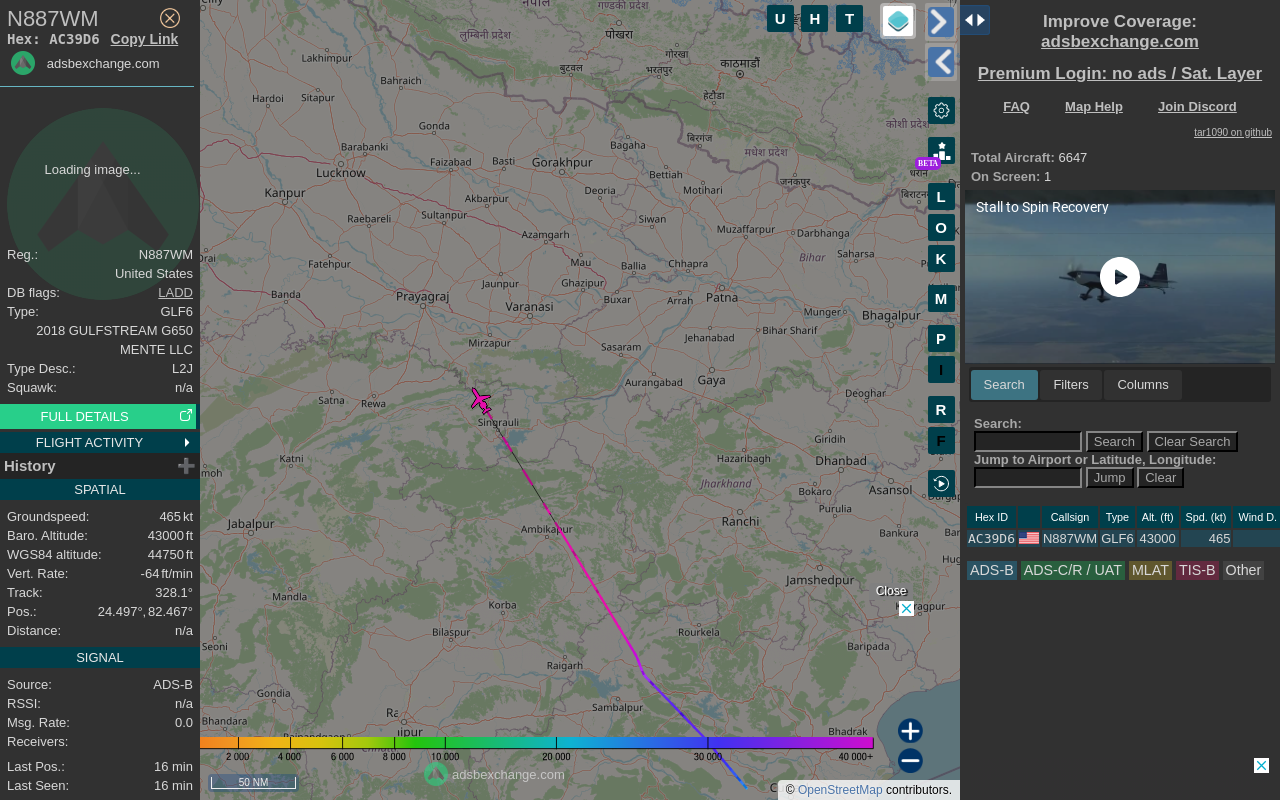 N887WM
Hex: AC39D6 Copy Link
adsbexchange.com
Loading image...
Reg.: N887WM
United States
DB flags: LADD
Type: GLF6
2018 GULFSTREAM G650
MENTE LLC
Type Desc.: L2J
Squawk: n/a
FULL DETAILS
FLIGHT ACTIVITY
History
SPATIAL
Groundspeed: 465 kt
Baro. Altitude: 43000 ft
WGS84 altitude: 44750 ft
Vert. Rate: -64 ft/min
Track: 328.1°
Pos.: 24.497°, 82.467°
Distance: n/a
SIGNAL
Source: ADS-B
RSSI: n/a
Msg. Rate: 0.0
Receivers:
Last Pos.: 16 min
Last Seen: 16 min
नेपाल
गण्डकी प्रदेश
लुम्बिनी प्रदेश
पोखरा
गोरखा
काठमाडौं
Lakhimpur
बुटवल
भरतपुर
Bahraich
हेटौडा
Hardoi
Sitapur
Gonda
कोशी प्रदेश
बिरगंज
Barabanki
Bagaha
मधेश प्रदेश
Lucknow
Faizabad
Basti
Gorakhpur
Bettiah
धरान
Kanpur
Deoria
Motihari
जनकपुर
Akbarpur
Raebareli
Sultanpur
Siwan
Muzaffarpur
Darbhanga
Azamgarh
Fatehpur
Mau
Ballia
Chhapra
Bihar
Saharsa
Banda
Jaunpur
Ghazipur
Prayagraj
Varanasi
Buxar
Arrah
Patna
Munger
Bhagalpur
Mirzapur
Sasaram
Jehanabad
Bihar Sharif
Satna
Rewa
Aurangabad
Gaya
Deoghar
Singrauli
Katni
Giridih
Hazaribagh
Dhanbad
Jharkhand
Bokaro
Asansol
Purulia
Jabalpur
Ambikapur
Ranchi
Bankura
Mandla
Jamshedpur
Korba
Seoni
Bilaspur
Rourkela
Baripada
Gondia
Raigarh
Bhandara
Sambalpur
Bhadrak
U H T
BETA
L
O
K
M
P
I
R
F
Close
2 000 4 000 6 000 8 000 10 000 20 000 30 000 40 000+
50 NM
adsbexchange.com
© OpenStreetMap contributors.
Improve Coverage:
adsbexchange.com
Premium Login: no ads / Sat. Layer
FAQ Map Help Join Discord
tar1090 on github
Total Aircraft: 6647
On Screen: 1
Stall to Spin Recovery
Search Filters Columns
Search:
Search Clear Search
Jump to Airport or Latitude, Longitude:
Jump Clear
Hex ID Callsign Type Alt. (ft) Spd. (kt) Wind D.
AC39D6 N887WM GLF6 43000 465
ADS-B ADS-C/R / UAT MLAT TIS-B Other